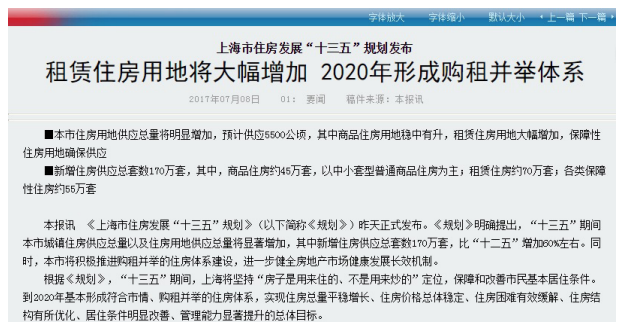 字体放大 字体缩小 默认大小 上一篇 下一篇
上海市住房发展“十三五”规划发布
租赁住房用地将大幅增加 2020年形成购租并举体系
2017年07月06日 01: 要闻 稿件来源:本报讯
■本市住房用地供应总量将明显增加,预计供应5500公顷,其中商品住房用地稳中有升,租赁住房用地大幅增加,保障性
住房用地确保供应
■新增住房供应总套数170万套,其中,商品住房约45万套,以中小套型普通商品住房为主;租赁住房约70万套;各类保障
性住房约55万套
本报讯 《上海市住房发展“十三五”规划》(以下简称《规划》)昨天正式发布。《规划》明确提出,“十三五”期间
本市城镇住房供应总量以及住房用地供应总量将显著增加,其中新增住房供应套数170万套,比“十二五”增加60%左右。同
时,本市将积极推进购租并举的住房体系建设,进一步健全房地产市场健康发展长效机制。
根据《规划》,“十三五”期间,上海将坚持“房子是用来住的、不是用来炒的”定位,保障和改善市民基本居住条件。
到2020年基本形成符合市情、购租并举的住房体系,实现住房总量平稳增长、住房价格总体稳定、住房困难有效缓解、住房结
构有所优化、居住条件明显改善、管理能力显著提升的总体目标。